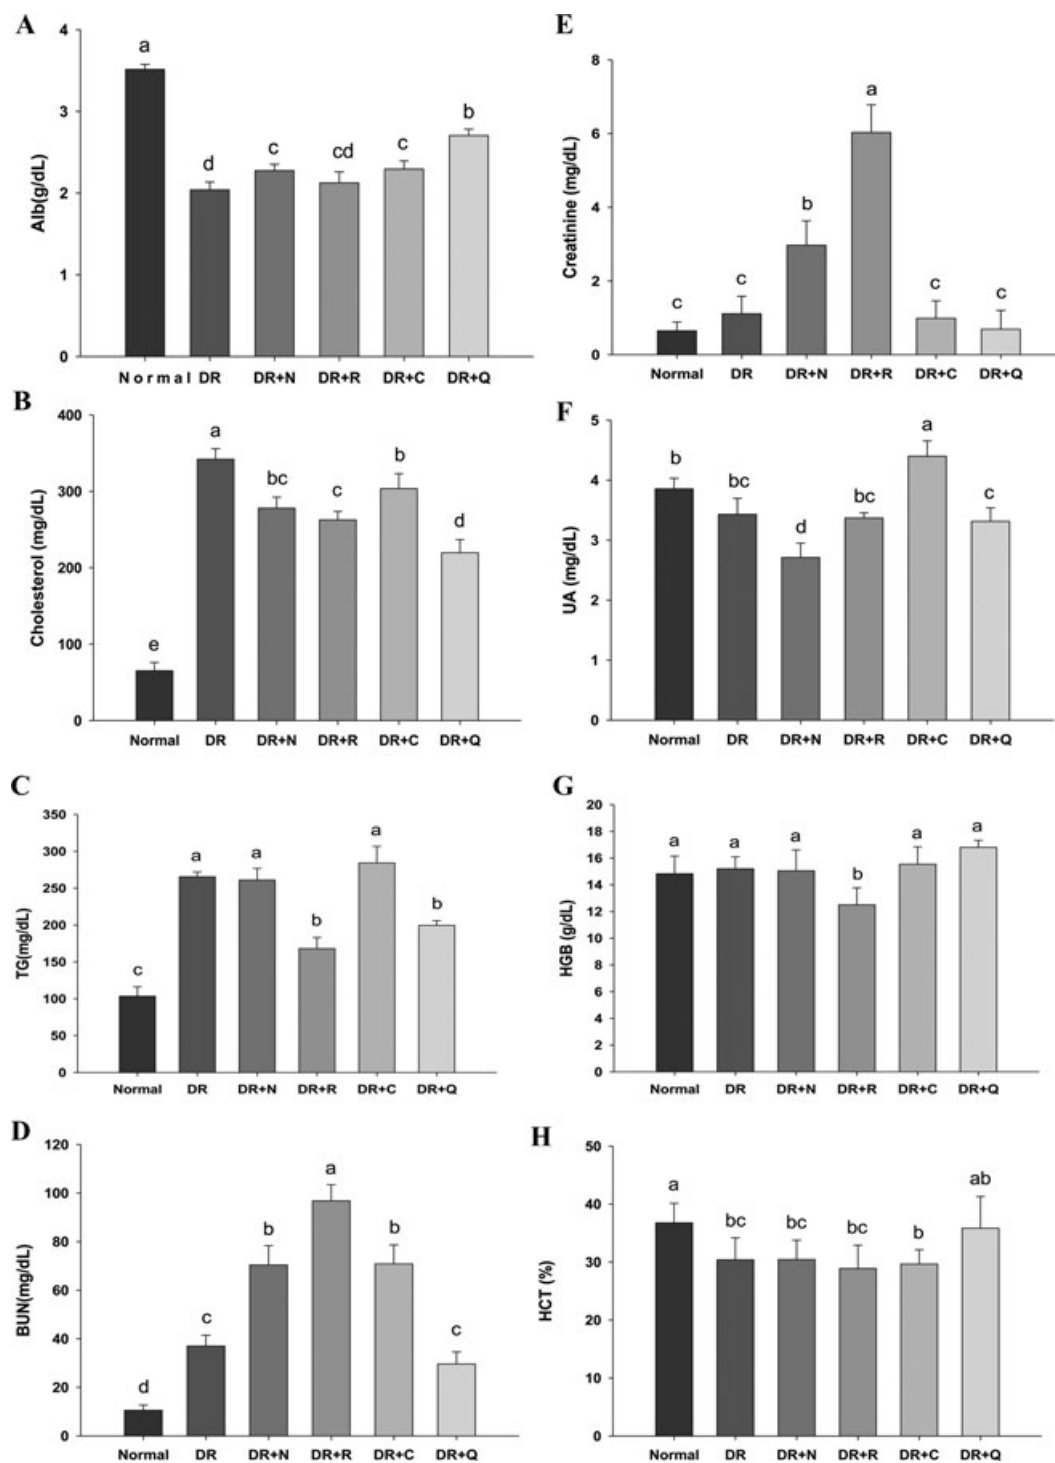 A
Alb(g/dL)
4
3
2
1
0
a
d
c
cd
c
b
Normal DR DR+N DR+R DR+C DR+Q
B
Cholesterol (mg/dL)
400
300
200
100
0
e
a
bc
c
b
d
Normal DR DR+N DR+R DR+C DR+Q
C
TG(mg/dL)
350
300
250
200
150
100
50
0
c
a
a
b
a
b
Normal DR DR+N DR+R DR+C DR+Q
D
BUN(mg/dL)
120
100
80
60
40
20
0
d
c
b
a
b
c
Normal DR DR+N DR+R DR+C DR+Q
E
Creatinine (mg/dL)
8
6
4
2
0
c
c
b
a
c
c
Normal DR DR+N DR+R DR+C DR+Q
F
UA (mg/dL)
5
4
3
2
1
0
b
bc
d
bc
a
c
Normal DR DR+N DR+R DR+C DR+Q
G
HGB (g/dL)
20
18
16
14
12
10
8
6
4
2
0
a
a
a
b
a
a
Normal DR DR+N DR+R DR+C DR+Q
H
HCT (%)
50
40
30
20
10
0
a
bc
bc
bc
b
ab
Normal DR DR+N DR+R DR+C DR+Q